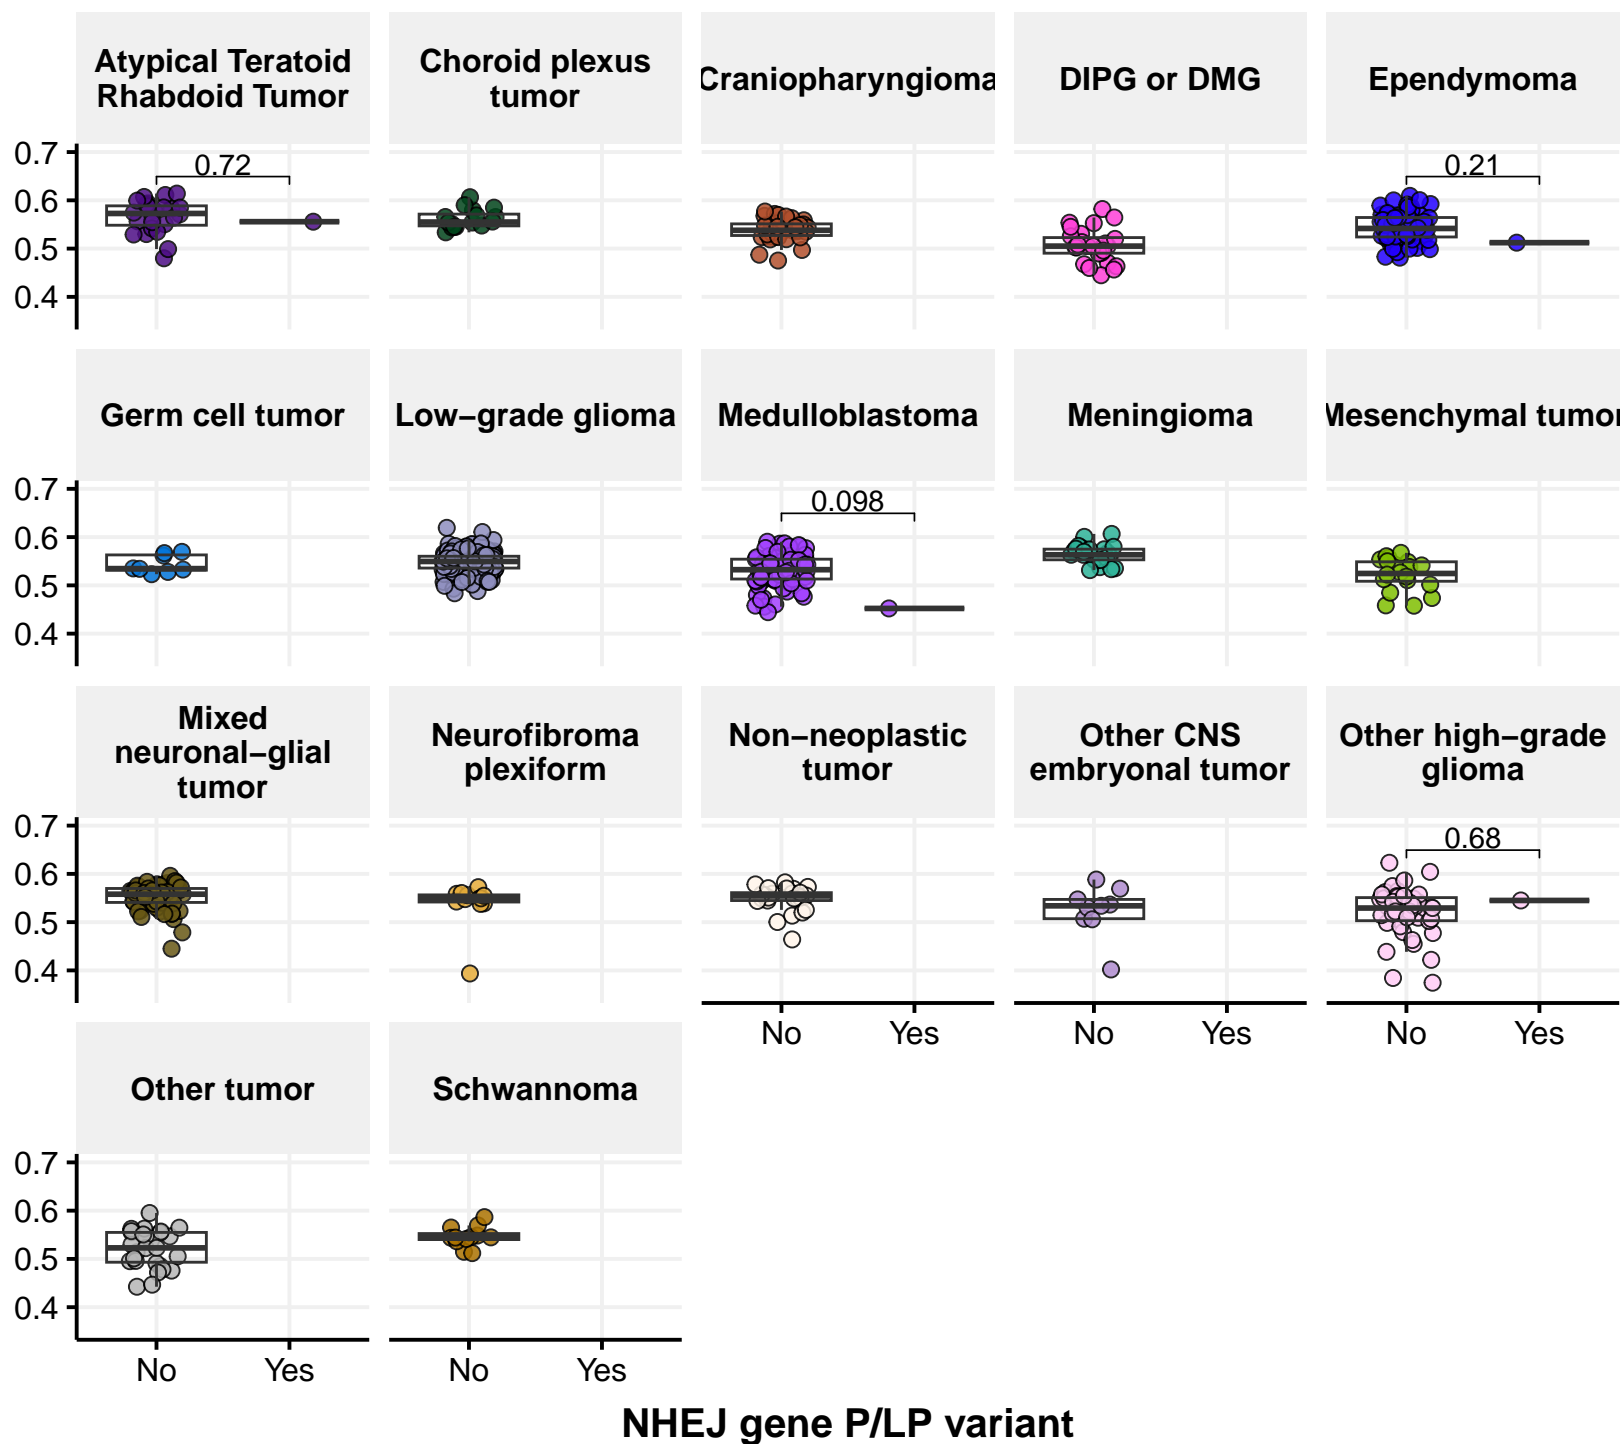 Atypical Teratoid
Rhabdoid Tumor
Choroid plexus
tumor
Craniopharyngioma
DIPG or DMG
Ependymoma
0.7
0.6
0.5
0.4
0.72
0.21
Germ cell tumor
Low−grade glioma
Medulloblastoma
Meningioma
Mesenchymal tumor
0.7
0.6
0.5
0.4
0.098
Mixed
neuronal−glial
tumor
Neurofibroma
plexiform
Non−neoplastic
tumor
Other CNS
embryonal tumor
Other high−grade
glioma
0.7
0.6
0.5
0.4
0.68
No Yes
No Yes
No Yes
Other tumor
Schwannoma
0.7
0.6
0.5
0.4
No Yes
No Yes
NHEJ gene P/LP variant